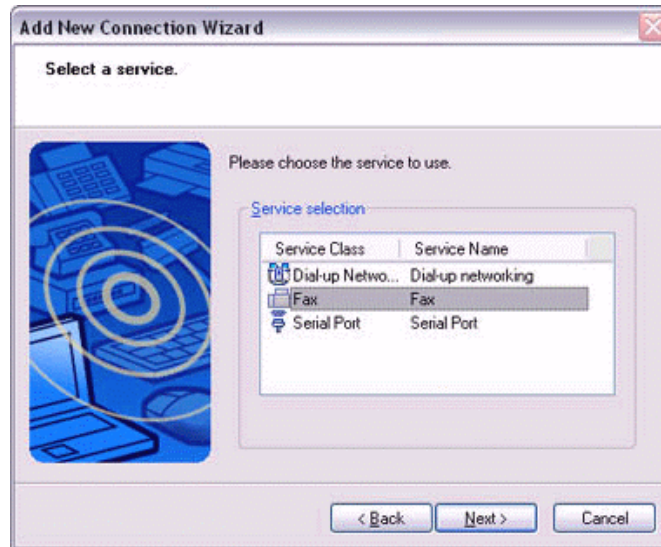 Add New Connection Wizard
Select a service.
Please choose the service to use.
Service selection
Service Class Service Name
Dial-up Netwo... Dial-up networking
Fax Fax
Serial Port Serial Port
< Back Next > Cancel